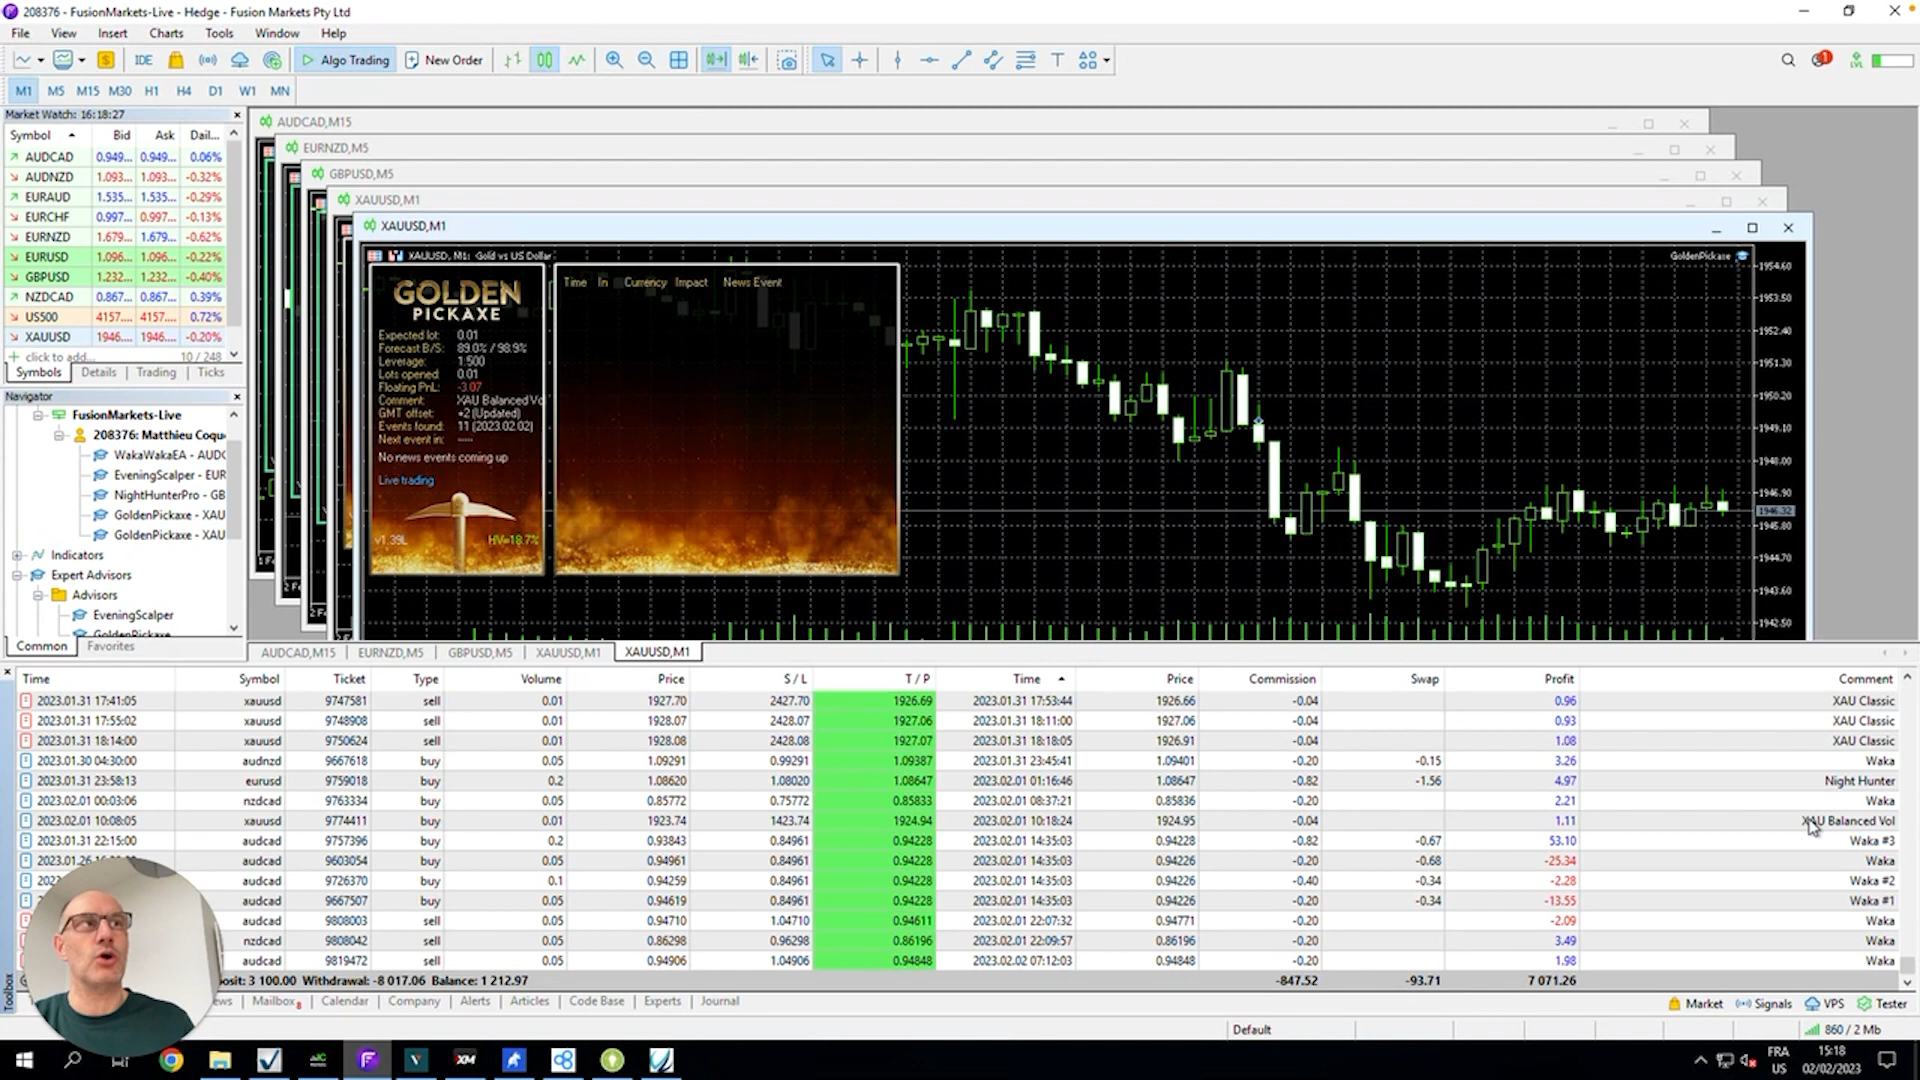 208376 - FusionMarkets-Live - Hedge - Fusion Markets Pty Ltd
File View Insert Charts Tools Window Help
IDE Algo Trading New Order
M1 M5 M15 M30 H1 H4 D1 W1 MN
Market Watch: 16:18:27
Symbol Bid Ask Dail...
AUDCAD 0.949... 0.949... 0.06%
AUDNZD 1.093... 1.093... -0.32%
EURAUD 1.535... 1.535... -0.29%
EURCHF 0.997... 0.997... -0.13%
EURNZD 1.679... 1.679... -0.62%
EURUSD 1.096... 1.096... -0.22%
GBPUSD 1.232... 1.232... -0.40%
NZDCAD 0.867... 0.867... 0.39%
US500 4157.... 4157.... 0.72%
XAUUSD 1946.... 1946.... -0.20%
click to add... 10 / 248
Symbols Details Trading Ticks
Navigator
FusionMarkets-Live
208376: Matthieu Coqu
WakaWakaEA - AUDC
EveningScalper - EUR
NightHunterPro - GB
GoldenPickaxe - XAU
GoldenPickaxe - XAU
Indicators
Expert Advisors
Advisors
EveningScalper
GoldenPickaxe
Common Favorites
AUDCAD,M15
EURNZD,M5
GBPUSD,M5
XAUUSD,M1
XAUUSD,M1
XAUUSD, M1: Gold vs US Dollar
GoldenPickaxe
GOLDEN
PICKAXE
Expected lot: 0.01
Forecast B/S: 89.0% / 98.9%
Leverage: 1:500
Lots opened: 0.01
Floating PnL: -3.07
Comment: XAU Balanced Vo
GMT offset: +2 (Updated)
Events found: 11 (2023.02.02)
Next event in: -----
No news events coming up
Live trading
v1.39L HV=18.7%
Time In Currency Impact News Event
1954.60
1953.50
1952.40
1951.30
1950.20
1949.10
1948.00
1946.90
1946.32
1945.80
1944.70
1943.60
1942.50
AUDCAD,M15 EURNZD,M5 GBPUSD,M5 XAUUSD,M1 XAUUSD,M1
Time Symbol Ticket Type Volume Price S / L T / P Time Price Commission Swap Profit Comment
2023.01.31 17:41:05 xauusd 9747581 sell 0.01 1927.70 2427.70 1926.69 2023.01.31 17:53:44 1926.66 -0.04 0.96 XAU Classic
2023.01.31 17:55:02 xauusd 9748908 sell 0.01 1928.07 2428.07 1927.06 2023.01.31 18:11:00 1927.06 -0.04 0.93 XAU Classic
2023.01.31 18:14:00 xauusd 9750624 sell 0.01 1928.08 2428.08 1927.07 2023.01.31 18:18:05 1926.91 -0.04 1.08 XAU Classic
2023.01.30 04:30:00 audnzd 9667618 buy 0.05 1.09291 0.99291 1.09387 2023.01.31 23:45:41 1.09401 -0.20 -0.15 3.26 Waka
2023.01.31 23:58:13 eurusd 9759018 buy 0.2 1.08620 1.08020 1.08647 2023.02.01 01:16:46 1.08647 -0.82 -1.56 4.97 Night Hunter
2023.02.01 00:03:06 nzdcad 9763334 buy 0.05 0.85772 0.75772 0.85833 2023.02.01 08:37:21 0.85836 -0.20 2.21 Waka
2023.02.01 10:08:05 xauusd 9774411 buy 0.01 1923.74 1423.74 1924.94 2023.02.01 10:24:10 1924.95 -0.04 1.11 XAU Balanced Vol
2023.01.31 22:15:00 audcad 9757396 buy 0.2 0.93843 0.84961 0.94228 2023.02.01 14:35:03 0.94228 -0.82 -0.67 53.10 Waka #3
2023.01.26 audcad 9603054 buy 0.05 0.94961 0.84961 0.94228 2023.02.01 14:35:03 0.94226 -0.20 -0.68 -25.34 Waka
audcad 9726370 buy 0.1 0.94259 0.84961 0.94228 2023.02.01 14:35:03 0.94226 -0.40 -0.34 -2.28 Waka #2
audcad 9667507 buy 0.05 0.94619 0.84961 0.94228 2023.02.01 14:35:03 0.94226 -0.20 -0.34 -13.55 Waka #1
audcad 9808003 sell 0.05 0.94710 1.04710 0.94611 2023.02.01 22:07:32 0.94771 -0.20 -2.09 Waka
nzdcad 9808042 sell 0.05 0.86298 0.96298 0.86196 2023.02.01 22:09:57 0.86196 -0.20 3.49 Waka
audcad 9819472 sell 0.05 0.94906 1.04906 0.94848 2023.02.02 07:12:03 0.94848 -0.20 1.98 Waka
posit: 3 100.00 Withdrawal: -8 017.06 Balance: 1 212.97 -847.52 -93.71 7 071.26
Toolbox
ews Mailbox 8 Calendar Company Alerts Articles Code Base Experts Journal
Market Signals VPS Tester
Default 860 / 2 Mb
FRA
US
15:18
02/02/2023